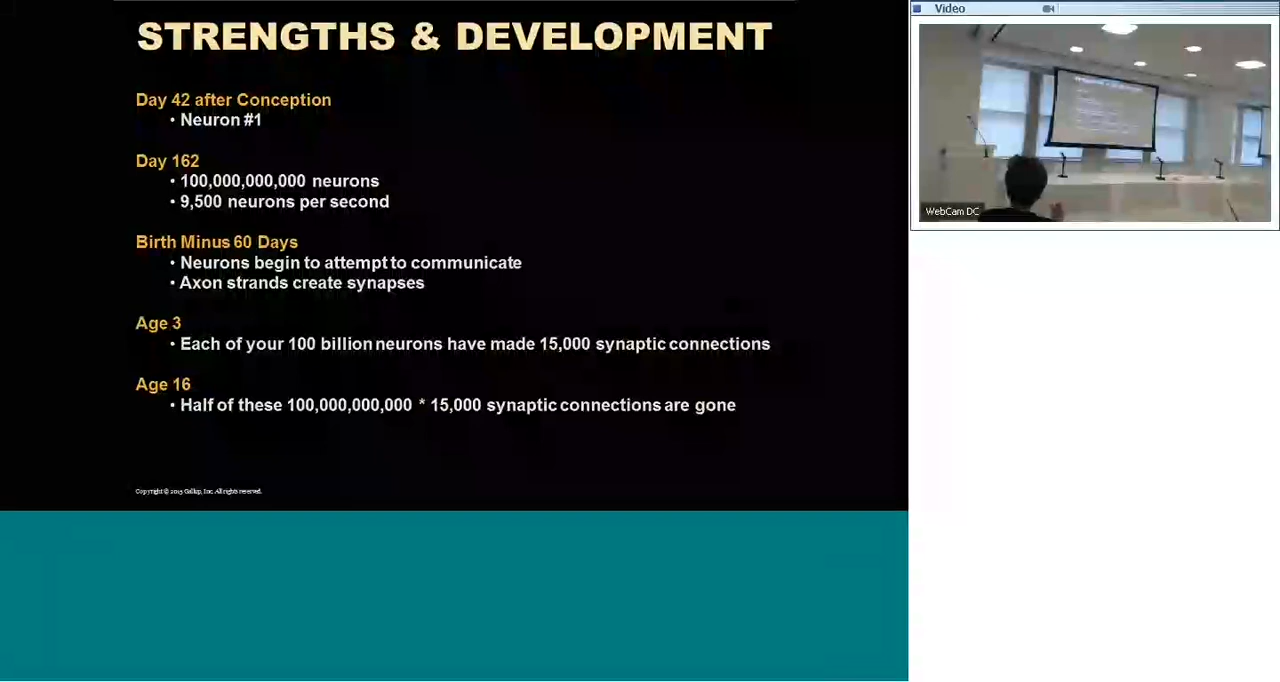 STRENGTHS & DEVELOPMENT
Day 42 after Conception
• Neuron #1
Day 162
• 100,000,000,000 neurons
• 9,500 neurons per second
Birth Minus 60 Days
• Neurons begin to attempt to communicate
• Axon strands create synapses
Age 3
• Each of your 100 billion neurons have made 15,000 synaptic connections
Age 16
• Half of these 100,000,000,000 * 15,000 synaptic connections are gone
Copyright © 2015 Gallup, Inc. All rights reserved.
Video
WebCam DC